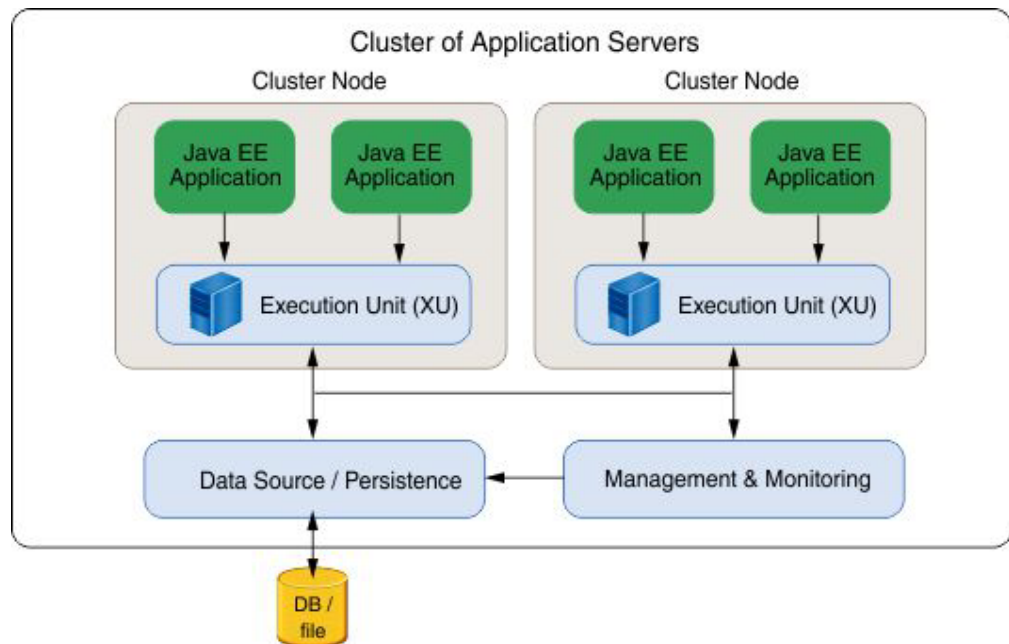 Cluster of Application Servers
Cluster Node
Cluster Node
Java EE
Application
Java EE
Application
Java EE
Application
Java EE
Application
Execution Unit (XU)
Execution Unit (XU)
Data Source / Persistence
Management & Monitoring
DB /
file